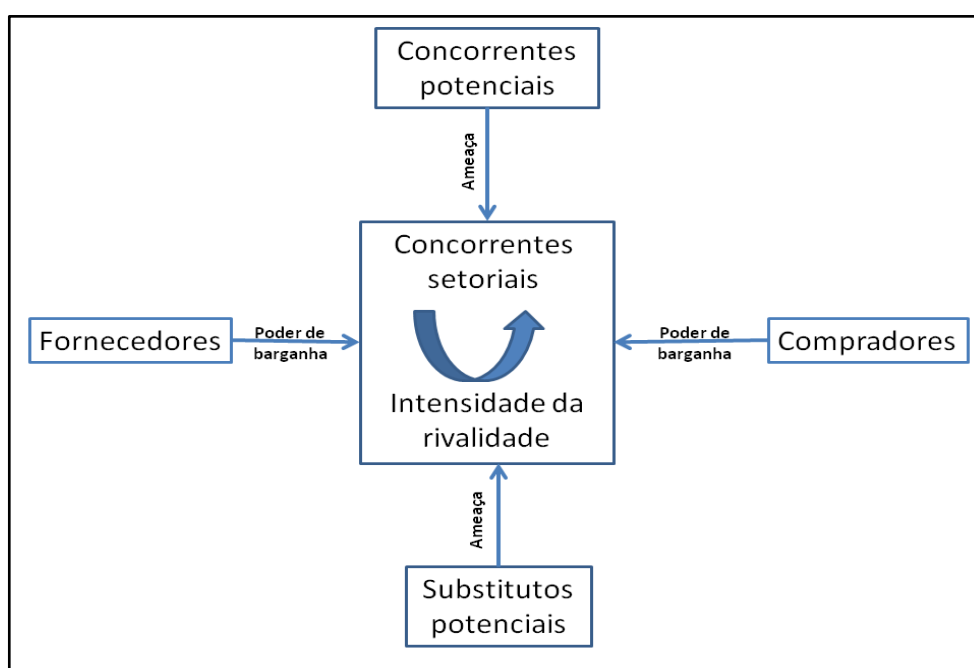 Concorrentes
potenciais
Ameaça
Concorrentes
setoriais
Fornecedores
Poder de
barganha
Poder de
barganha
Compradores
Intensidade da
rivalidade
Ameaça
Substitutos
potenciais